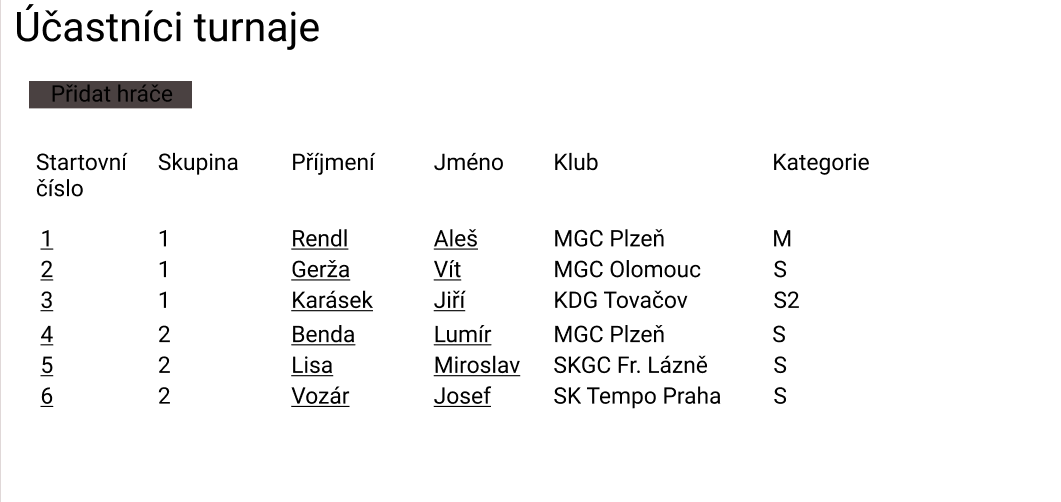 Účastníci turnaje
Přidat hráče
Startovní číslo Skupina Příjmení Jméno Klub Kategorie
1 1 Rendl Aleš MGC Plzeň M
2 1 Gerža Vít MGC Olomouc S
3 1 Karásek Jiří KDG Tovačov S2
4 2 Benda Lumír MGC Plzeň S
5 2 Lisa Miroslav SKGC Fr. Lázně S
6 2 Vozár Josef SK Tempo Praha S